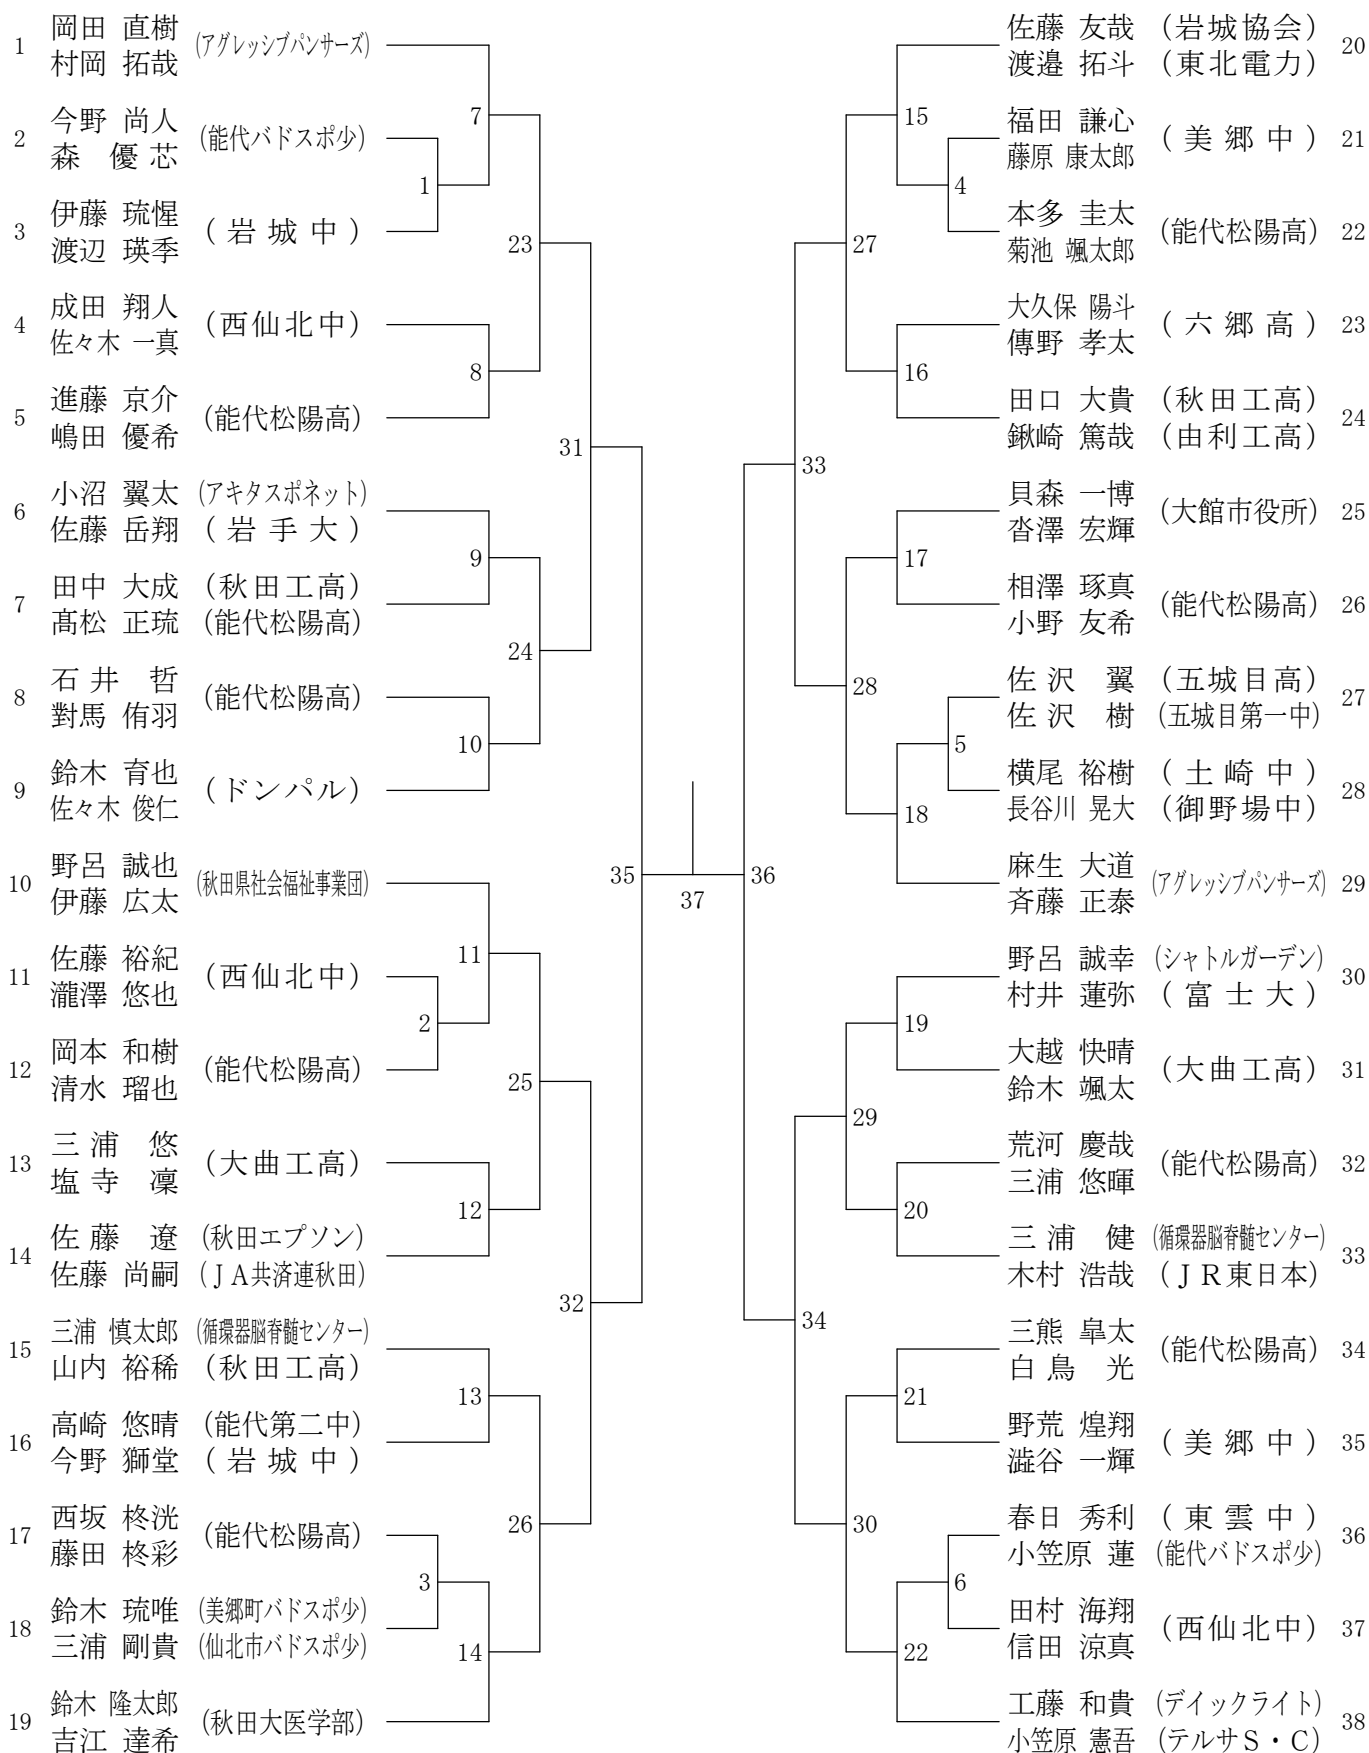 1 岡田 直樹 (アグレッシブパンサーズ)
村岡 拓哉
2 今野 尚人 (能代バドスポ少)
森 優芯
3 伊藤 琉惺 (岩城中)
渡辺 瑛季
4 成田 翔人 (西仙北中)
佐々木 一真
5 進藤 京介 (能代松陽高)
嶋田 優希
6 小沼 翼太 (アキタスポネット)
佐藤 岳翔 (岩手大)
7 田中 大成 (秋田工高)
髙松 正琉 (能代松陽高)
8 石井 哲 (能代松陽高)
對馬 侑羽
9 鈴木 育也 (ドンパル)
佐々木 俊仁
10 野呂 誠也 (秋田県社会福祉事業団)
伊藤 広太
11 佐藤 裕紀 (西仙北中)
瀧澤 悠也
12 岡本 和樹 (能代松陽高)
清水 瑠也
13 三浦 悠 (大曲工高)
塩寺 凜
14 佐藤 遼 (秋田エプソン)
佐藤 尚嗣 (ＪＡ共済連秋田)
15 三浦 慎太郎 (循環器脳脊髄センター)
山内 裕稀 (秋田工高)
16 高崎 悠晴 (能代第二中)
今野 獅堂 (岩城中)
17 西坂 柊洸 (能代松陽高)
藤田 柊彩
18 鈴木 琉唯 (美郷町バドスポ少)
三浦 剛貴 (仙北市バドスポ少)
19 鈴木 隆太郎 (秋田大医学部)
吉江 達希
1
2
3
7
8
9
10
11
12
13
14
23
24
25
26
31
32
35
37
36
33
34
27
28
29
30
15
16
17
18
19
20
21
22
4
5
6
佐藤 友哉 (岩城協会) 20
渡邉 拓斗 (東北電力)
福田 謙心 (美郷中) 21
藤原 康太郎
本多 圭太 (能代松陽高) 22
菊池 颯太郎
大久保 陽斗 (六郷高) 23
傳野 孝太
田口 大貴 (秋田工高) 24
鍬崎 篤哉 (由利工高)
貝森 一博 (大館市役所) 25
沓澤 宏輝
相澤 琢真 (能代松陽高) 26
小野 友希
佐沢 翼 (五城目高) 27
佐沢 樹 (五城目第一中)
横尾 裕樹 (土崎中) 28
長谷川 晃大 (御野場中)
麻生 大道 (アグレッシブパンサーズ) 29
斉藤 正泰
野呂 誠幸 (シャトルガーデン) 30
村井 蓮弥 (富士大)
大越 快晴 (大曲工高) 31
鈴木 颯太
荒河 慶哉 (能代松陽高) 32
三浦 悠暉
三浦 健 (循環器脳脊髄センター) 33
木村 浩哉 (ＪＲ東日本)
三熊 皐太 (能代松陽高) 34
白鳥 光
野荒 煌翔 (美郷中) 35
澁谷 一輝
春日 秀利 (東雲中) 36
小笠原 蓮 (能代バドスポ少)
田村 海翔 (西仙北中) 37
信田 涼真
工藤 和貴 (デイックライト) 38
小笠原 憲吾 (テルサＳ・Ｃ)